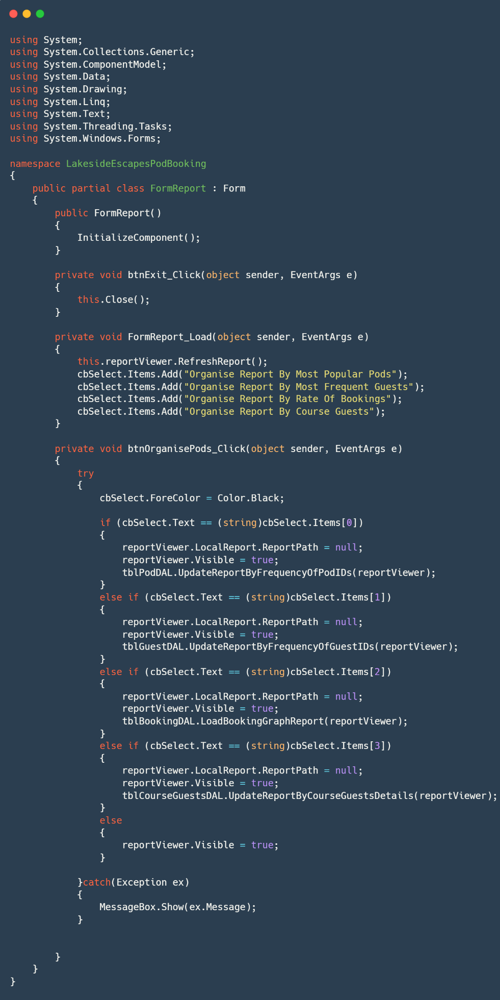 using System;
using System.Collections.Generic;
using System.ComponentModel;
using System.Data;
using System.Drawing;
using System.Linq;
using System.Text;
using System.Threading.Tasks;
using System.Windows.Forms;

namespace LakesideEscapesPodBooking
{
    public partial class FormReport : Form
    {
        public FormReport()
        {
            InitializeComponent();
        }

        private void btnExit_Click(object sender, EventArgs e)
        {
            this.Close();
        }

        private void FormReport_Load(object sender, EventArgs e)
        {
            this.reportViewer.RefreshReport();
            cbSelect.Items.Add("Organise Report By Most Popular Pods");
            cbSelect.Items.Add("Organise Report By Most Frequent Guests");
            cbSelect.Items.Add("Organise Report By Rate Of Bookings");
            cbSelect.Items.Add("Organise Report By Course Guests");
        }

        private void btnOrganisePods_Click(object sender, EventArgs e)
        {
            try
            {
                cbSelect.ForeColor = Color.Black;

                if (cbSelect.Text == (string)cbSelect.Items[0])
                {
                    reportViewer.LocalReport.ReportPath = null;
                    reportViewer.Visible = true;
                    tblPodDAL.UpdateReportByFrequencyOfPodIDs(reportViewer);
                }
                else if (cbSelect.Text == (string)cbSelect.Items[1])
                {
                    reportViewer.LocalReport.ReportPath = null;
                    reportViewer.Visible = true;
                    tblGuestDAL.UpdateReportByFrequencyOfGuestIDs(reportViewer);
                }
                else if (cbSelect.Text == (string)cbSelect.Items[2])
                {
                    reportViewer.LocalReport.ReportPath = null;
                    reportViewer.Visible = true;
                    tblBookingDAL.LoadBookingGraphReport(reportViewer);
                }
                else if (cbSelect.Text == (string)cbSelect.Items[3])
                {
                    reportViewer.LocalReport.ReportPath = null;
                    reportViewer.Visible = true;
                    tblCourseGuestsDAL.UpdateReportByCourseGuestsDetails(reportViewer);
                }
                else
                {
                    reportViewer.Visible = true;
                }

            }catch(Exception ex)
            {
                MessageBox.Show(ex.Message);
            }


        }
    }
}